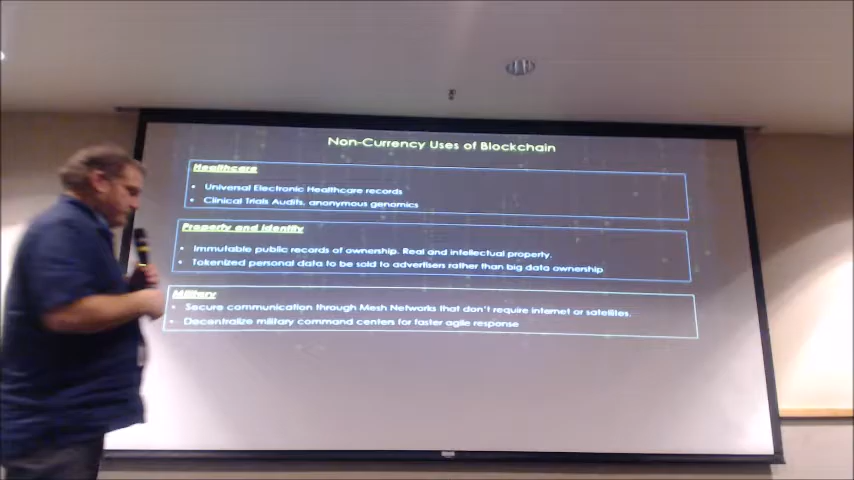 Non-Currency Uses of Blockchain
Healthcare
• Universal Electronic Healthcare records
• Clinical Trials Audits, anonymous genomics
Property and Identity
• Immutable public records of ownership. Real and intellectual property.
• Tokenized personal data to be sold to advertisers rather than big data ownership
Military
• Secure communication through Mesh Networks that don't require internet or satellites.
• Decentralize military command centers for faster agile response